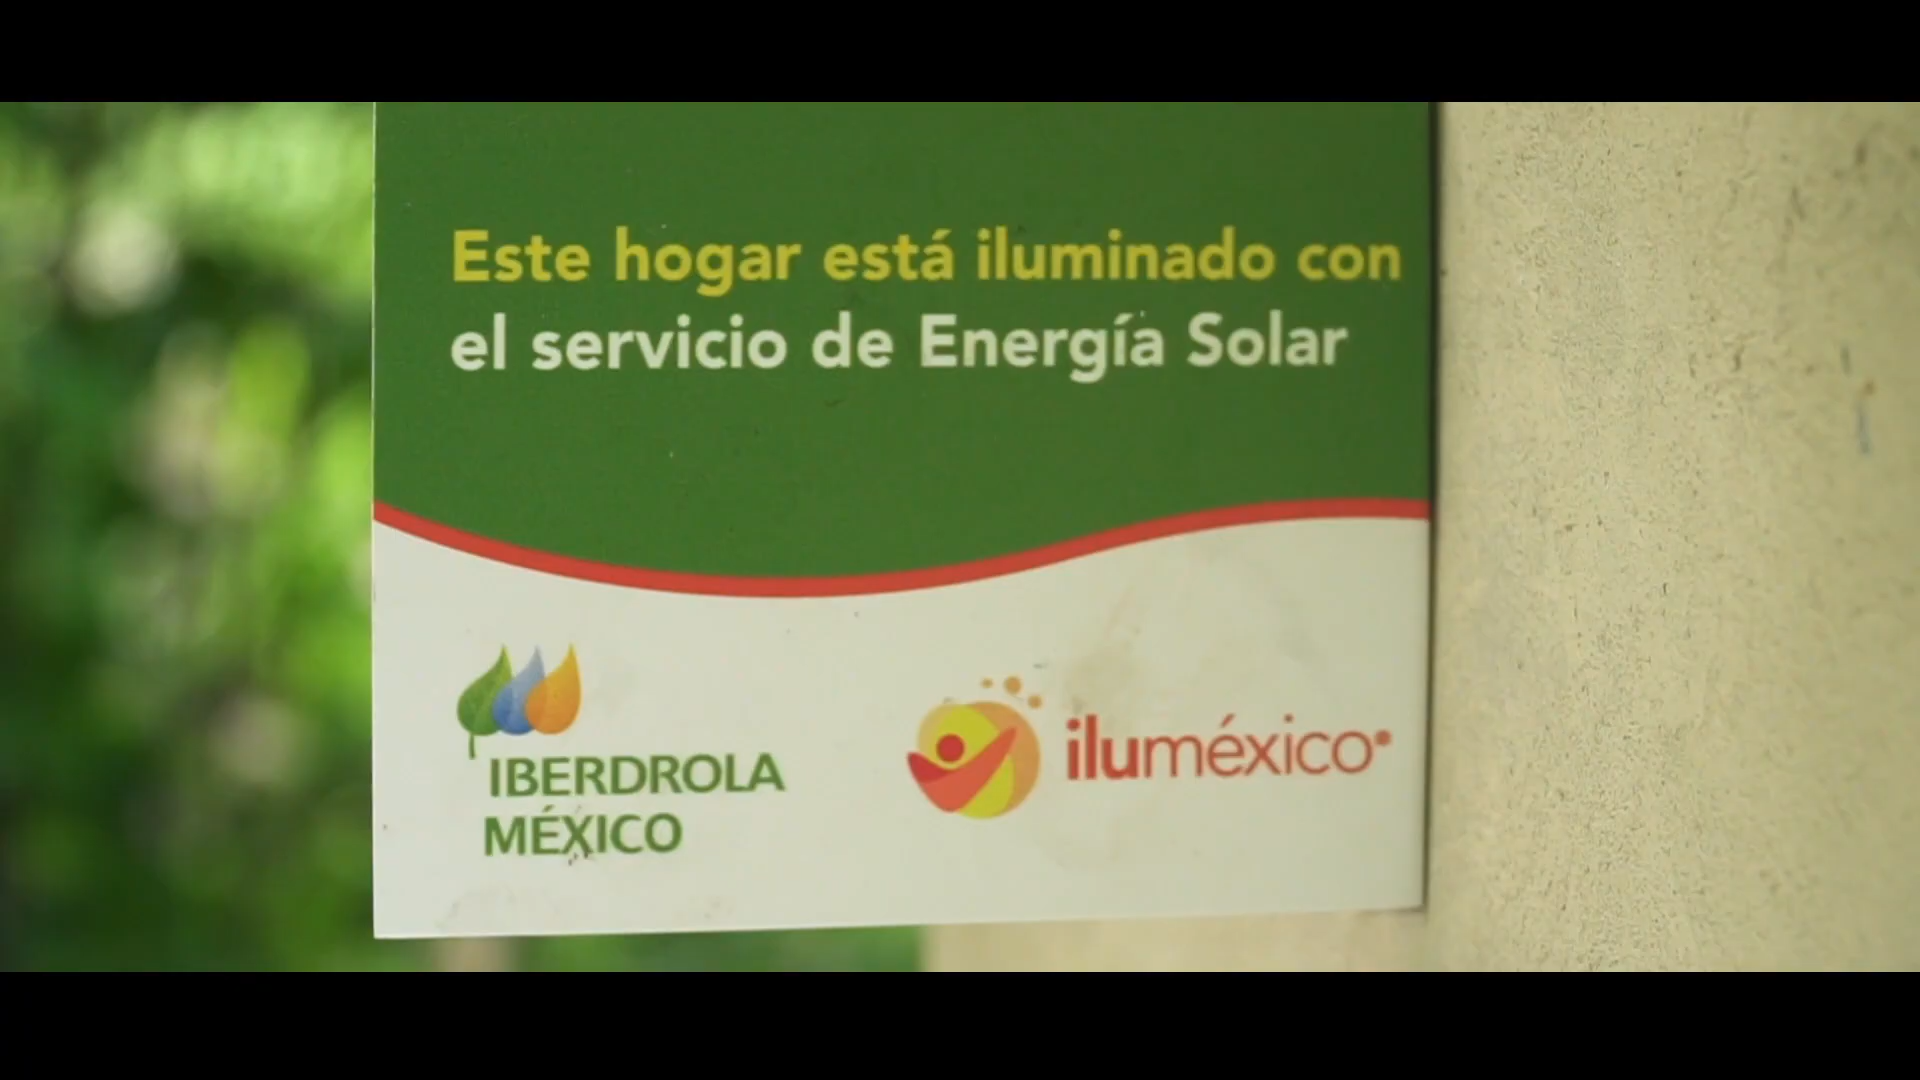 Este hogar está iluminado con
el servicio de Energía Solar
IBERDROLA
MÉXICO
iluméxico